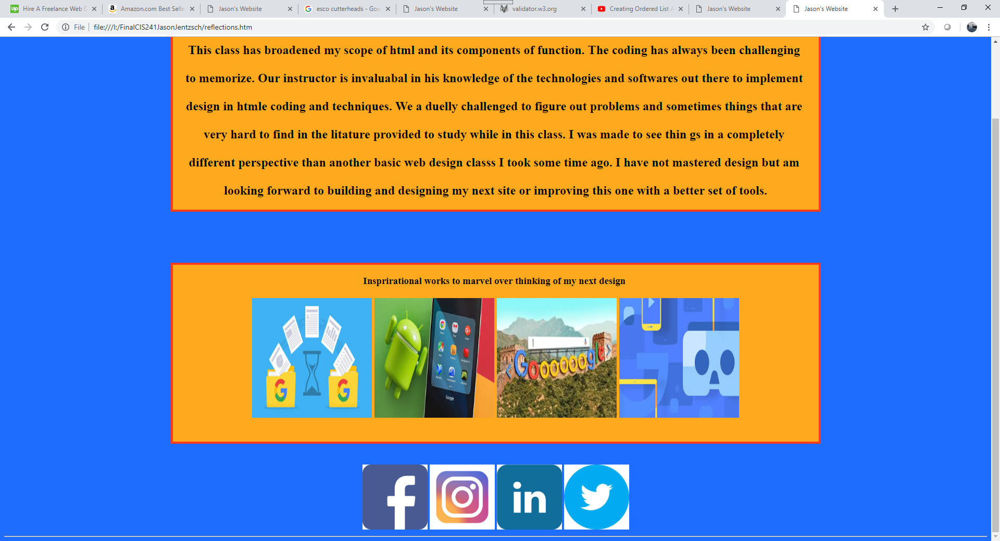 Hire A Freelance Web D
Amazon.com Best Selle
Jason's Website
esco cutterheads - Goo
Jason's Website
validator.w3.org
Creating Ordered List A
Jason's Website
Jason's Website
File
file:///I:/FinalCIS241JasonJentzsch/reflections.htm
This class has broadened my scope of html and its components of function. The coding has always been challenging
to memorize. Our instructor is invaluabal in his knowledge of the technologies and softwares out there to implement
design in htmle coding and techniques. We a duelly challenged to figure out problems and sometimes things that are
very hard to find in the litature provided to study while in this class. I was made to see thin gs in a completely
different perspective than another basic web design classs I took some time ago. I have not mastered design but am
looking forward to building and designing my next site or improving this one with a better set of tools.
Insprirational works to marvel over thinking of my next design
Google
Goooooogle
in